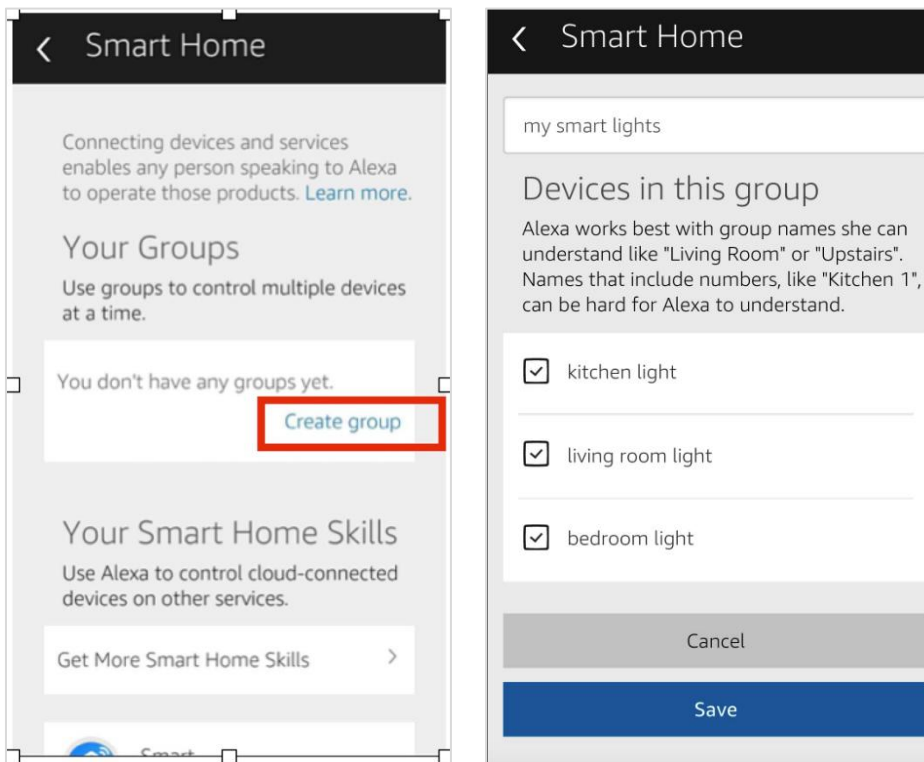 Smart Home
Connecting devices and services
enables any person speaking to Alexa
to operate those products. Learn more.
Your Groups
Use groups to control multiple devices
at a time.
You don't have any groups yet.
Create group
Your Smart Home Skills
Use Alexa to control cloud-connected
devices on other services.
Get More Smart Home Skills
Smart
Smart Home
my smart lights
Devices in this group
Alexa works best with group names she can
understand like "Living Room" or "Upstairs".
Names that include numbers, like "Kitchen 1",
can be hard for Alexa to understand.
kitchen light
living room light
bedroom light
Cancel
Save